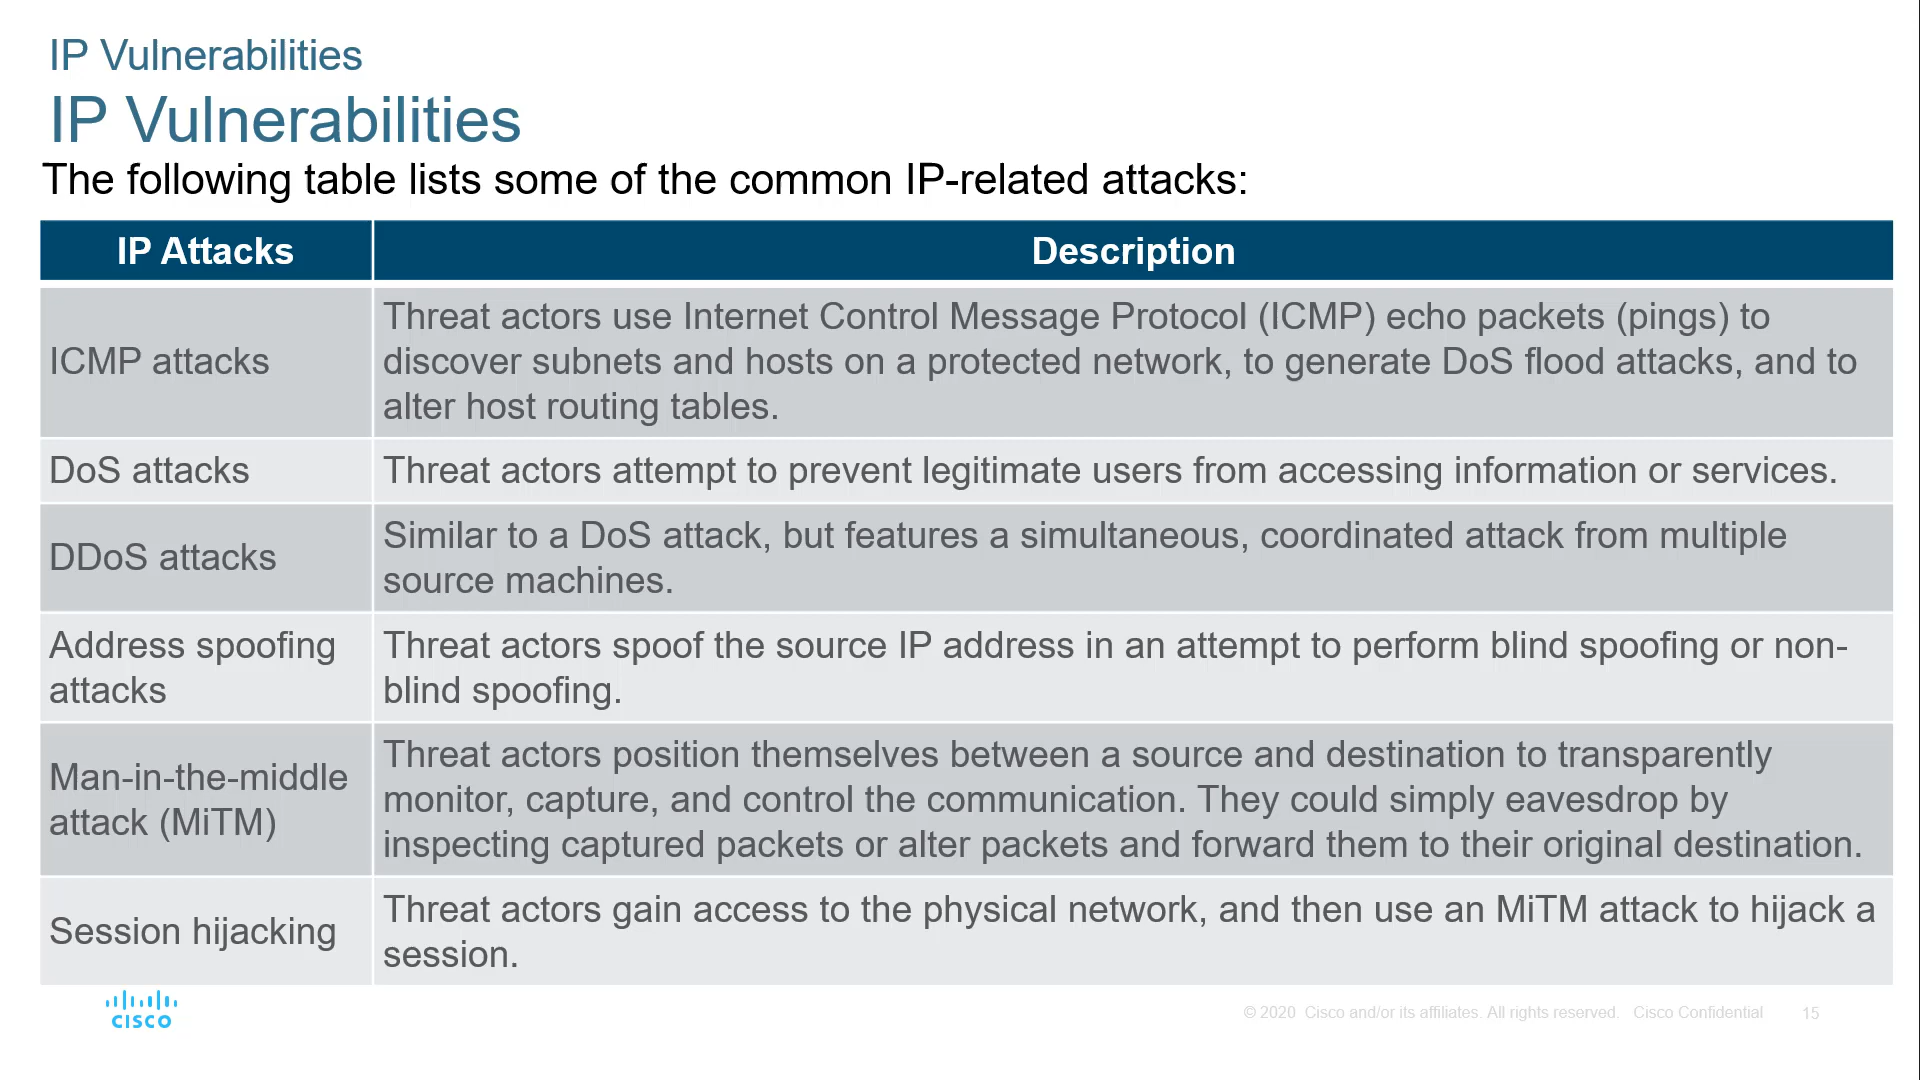 IP Vulnerabilities
IP Vulnerabilities
The following table lists some of the common IP-related attacks:
IP Attacks
Description
ICMP attacks
Threat actors use Internet Control Message Protocol (ICMP) echo packets (pings) to
discover subnets and hosts on a protected network, to generate DoS flood attacks, and to
alter host routing tables.
DoS attacks
Threat actors attempt to prevent legitimate users from accessing information or services.
DDoS attacks
Similar to a DoS attack, but features a simultaneous, coordinated attack from multiple
source machines.
Address spoofing
attacks
Threat actors spoof the source IP address in an attempt to perform blind spoofing or non-
blind spoofing.
Man-in-the-middle
attack (MiTM)
Threat actors position themselves between a source and destination to transparently
monitor, capture, and control the communication. They could simply eavesdrop by
inspecting captured packets or alter packets and forward them to their original destination.
Session hijacking
Threat actors gain access to the physical network, and then use an MiTM attack to hijack a
session.
CISCO
© 2020 Cisco and/or its affiliates. All rights reserved. Cisco Confidential
15